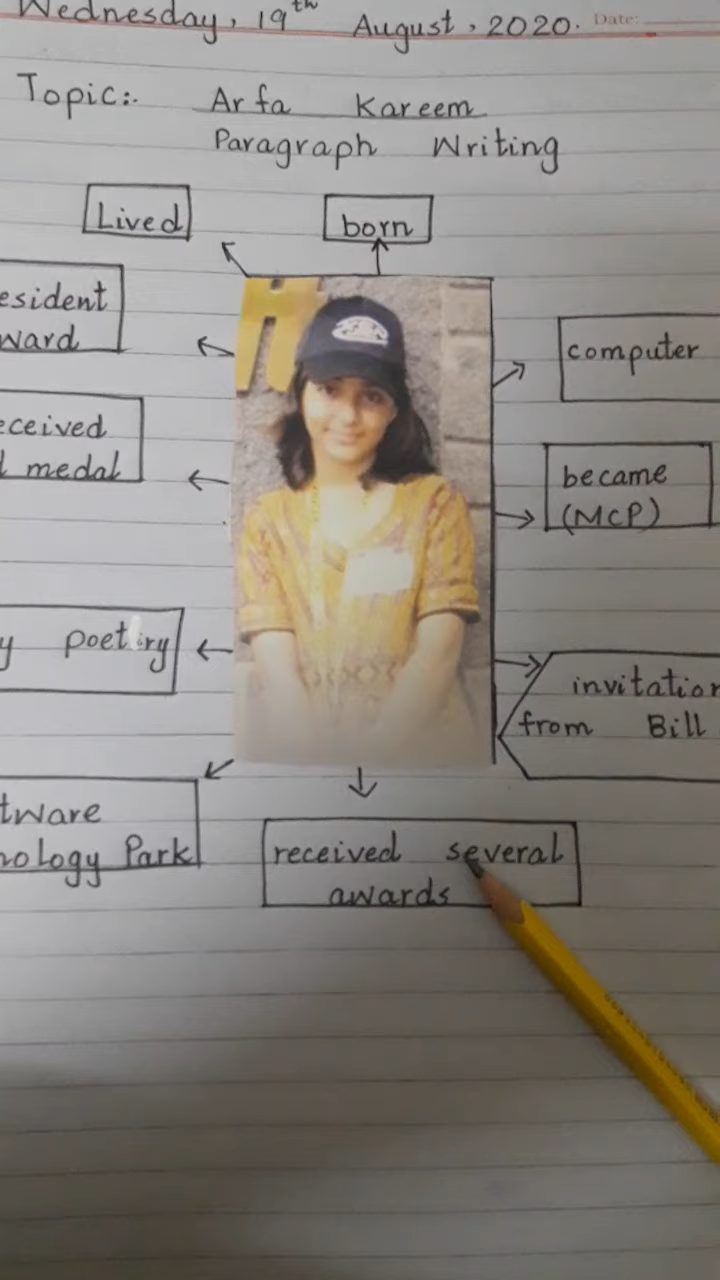 Wednesday, 19th August, 2020. Date:
Topic:. Arfa Kareem
Paragraph Writing
Lived
born
esident
ward
computer
eceived
l medal
became
(MCP)
y poetry
invitation
from Bill
tware
nology Park
received several
awards